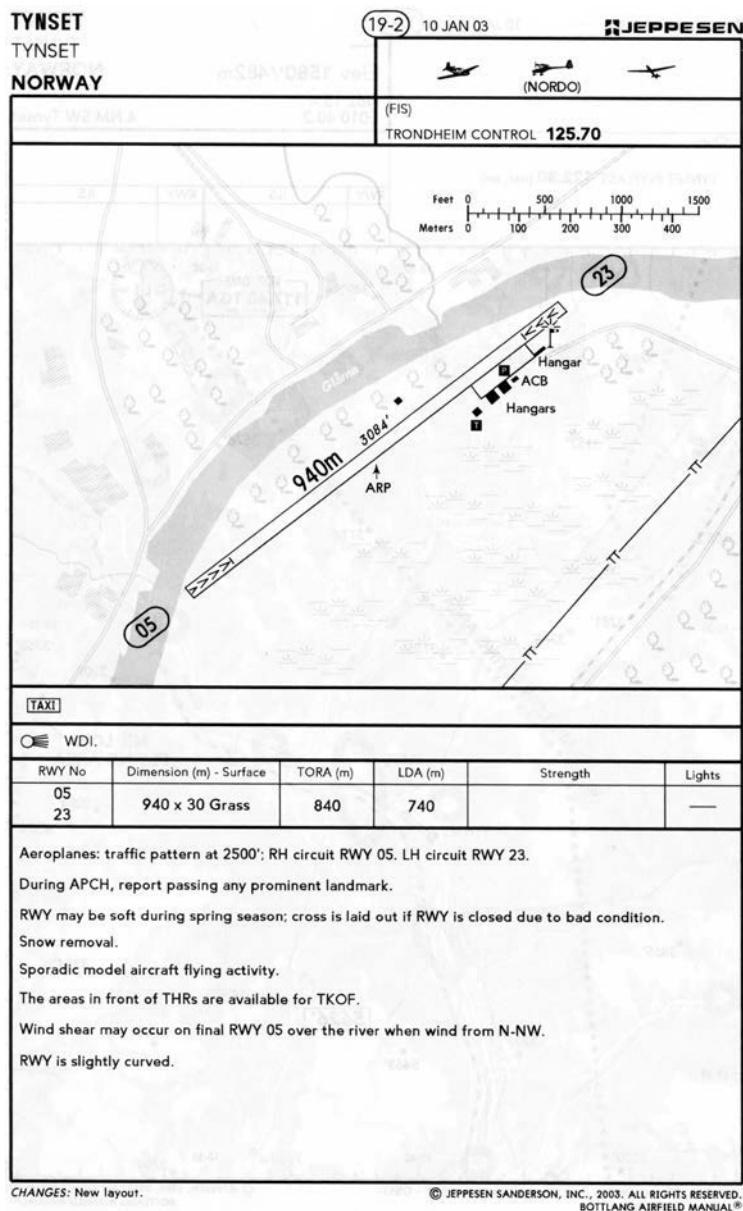 TYNSET
TYNSET
NORWAY
19-2 10 JAN 03 JEPPESEN
(NORDO)
(FIS)
TRONDHEIM CONTROL 125.70
Feet 0 500 1000 1500
Meters 0 100 200 300 400
23
Glåma
Hangar
P
ACB
Hangars
T
3084'
940m
ARP
TT
TT
TT
05
TAXI
WDI.
RWY No Dimension (m) - Surface TORA (m) LDA (m) Strength Lights
05
23 940 x 30 Grass 840 740 —
Aeroplanes: traffic pattern at 2500'; RH circuit RWY 05. LH circuit RWY 23.
During APCH, report passing any prominent landmark.
RWY may be soft during spring season; cross is laid out if RWY is closed due to bad condition.
Snow removal.
Sporadic model aircraft flying activity.
The areas in front of THRs are available for TKOF.
Wind shear may occur on final RWY 05 over the river when wind from N-NW.
RWY is slightly curved.
CHANGES: New layout.
© JEPPESEN SANDERSON, INC., 2003. ALL RIGHTS RESERVED.
BOTTLANG AIRFIELD MANUAL®